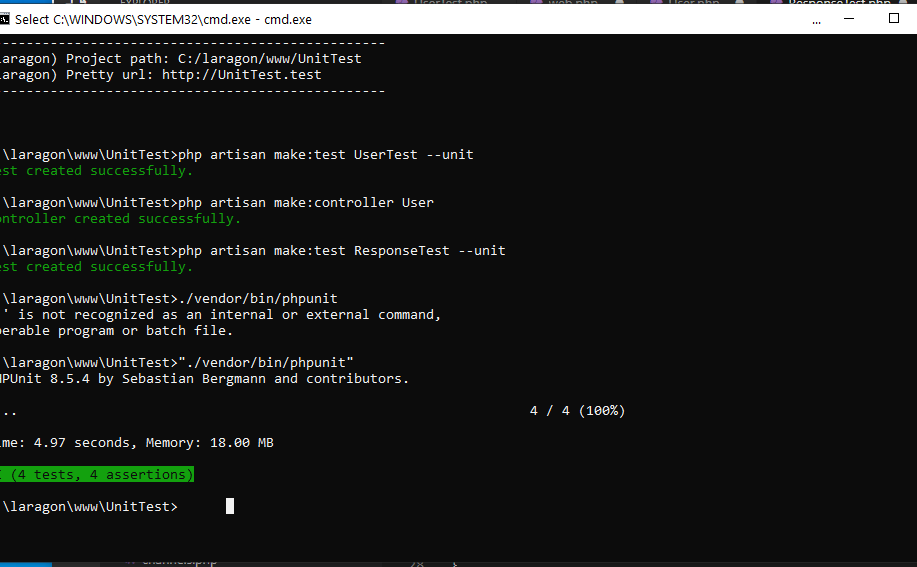 Select C:\WINDOWS\SYSTEM32\cmd.exe - cmd.exe
---
aragon) Project path: C:/laragon/www/UnitTest
aragon) Pretty url: http://UnitTest.test
---
\laragon\www\UnitTest>php artisan make:test UserTest --unit
est created successfully.
\laragon\www\UnitTest>php artisan make:controller User
ontroller created successfully.
\laragon\www\UnitTest>php artisan make:test ResponseTest --unit
est created successfully.
\laragon\www\UnitTest>./vendor/bin/phpunit
.' is not recognized as an internal or external command,
perable program or batch file.
\laragon\www\UnitTest>"./vendor/bin/phpunit"
HPUnit 8.5.4 by Sebastian Bergmann and contributors.
.. 4 / 4 (100%)
me: 4.97 seconds, Memory: 18.00 MB
(4 tests, 4 assertions)
\laragon\www\UnitTest>